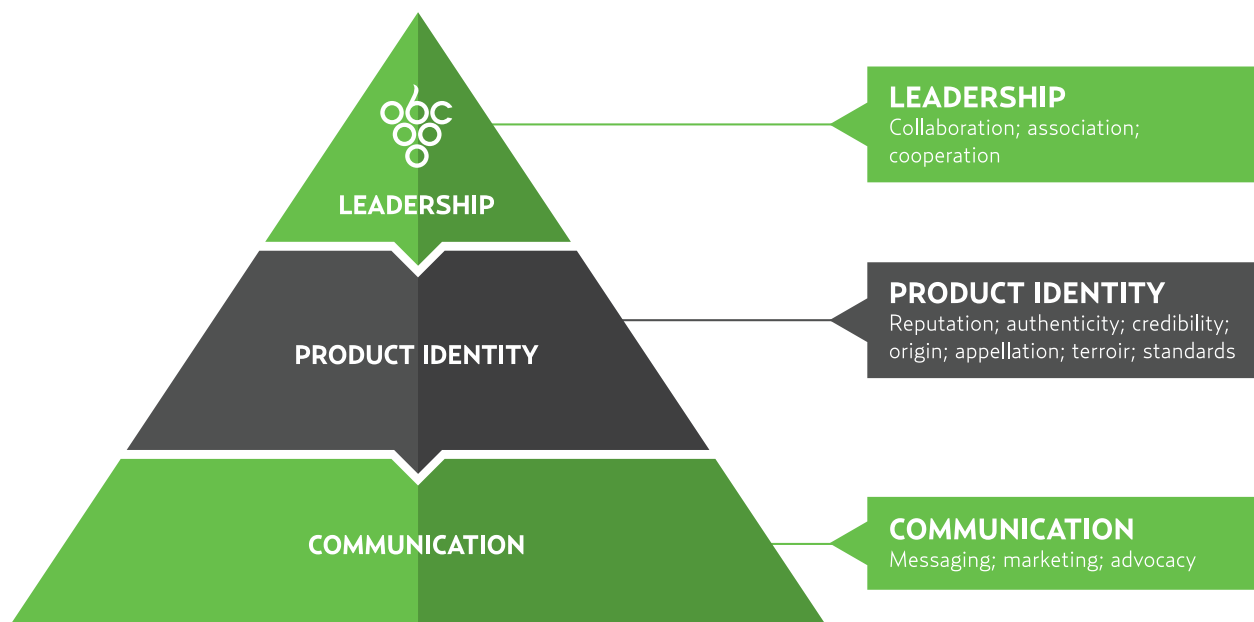 obc
LEADERSHIP
PRODUCT IDENTITY
COMMUNICATION
LEADERSHIP
Collaboration; association;
cooperation
PRODUCT IDENTITY
Reputation; authenticity; credibility;
origin; appellation; terroir; standards
COMMUNICATION
Messaging; marketing; advocacy